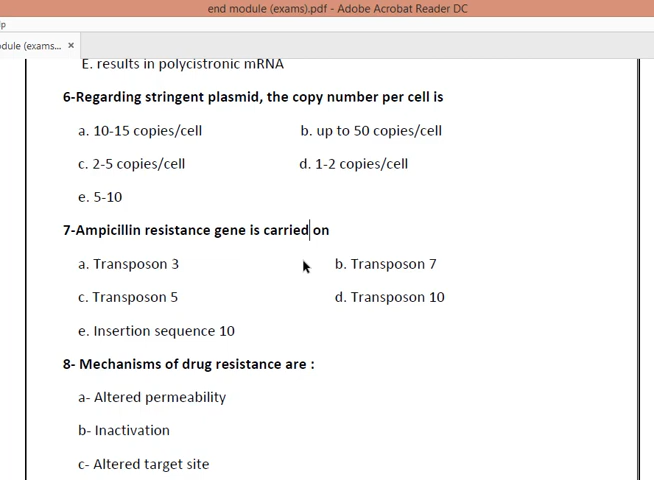 end module (exams).pdf - Adobe Acrobat Reader DC
lp
odule (exams... ×
E. results in polycistronic mRNA
6-Regarding stringent plasmid, the copy number per cell is
a. 10-15 copies/cell b. up to 50 copies/cell
c. 2-5 copies/cell d. 1-2 copies/cell
e. 5-10
7-Ampicillin resistance gene is carried on
a. Transposon 3 b. Transposon 7
c. Transposon 5 d. Transposon 10
e. Insertion sequence 10
8- Mechanisms of drug resistance are :
a- Altered permeability
b- Inactivation
c- Altered target site